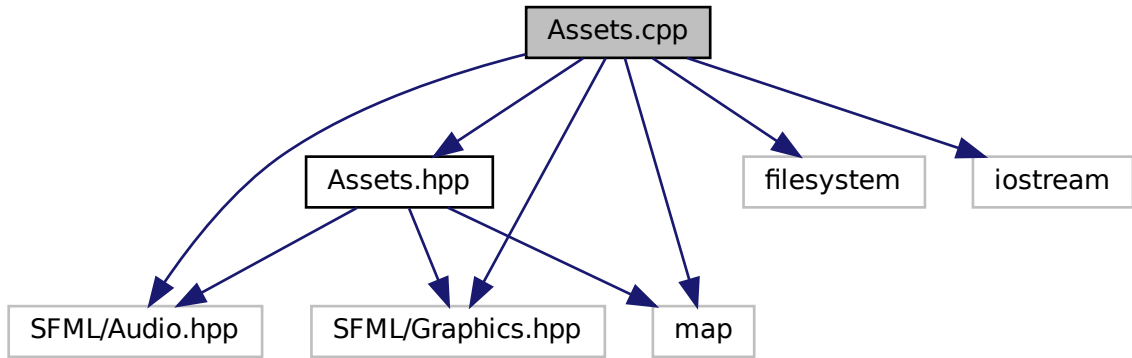 Assets.cpp
Assets.hpp
filesystem
iostream
SFML/Audio.hpp
SFML/Graphics.hpp
map